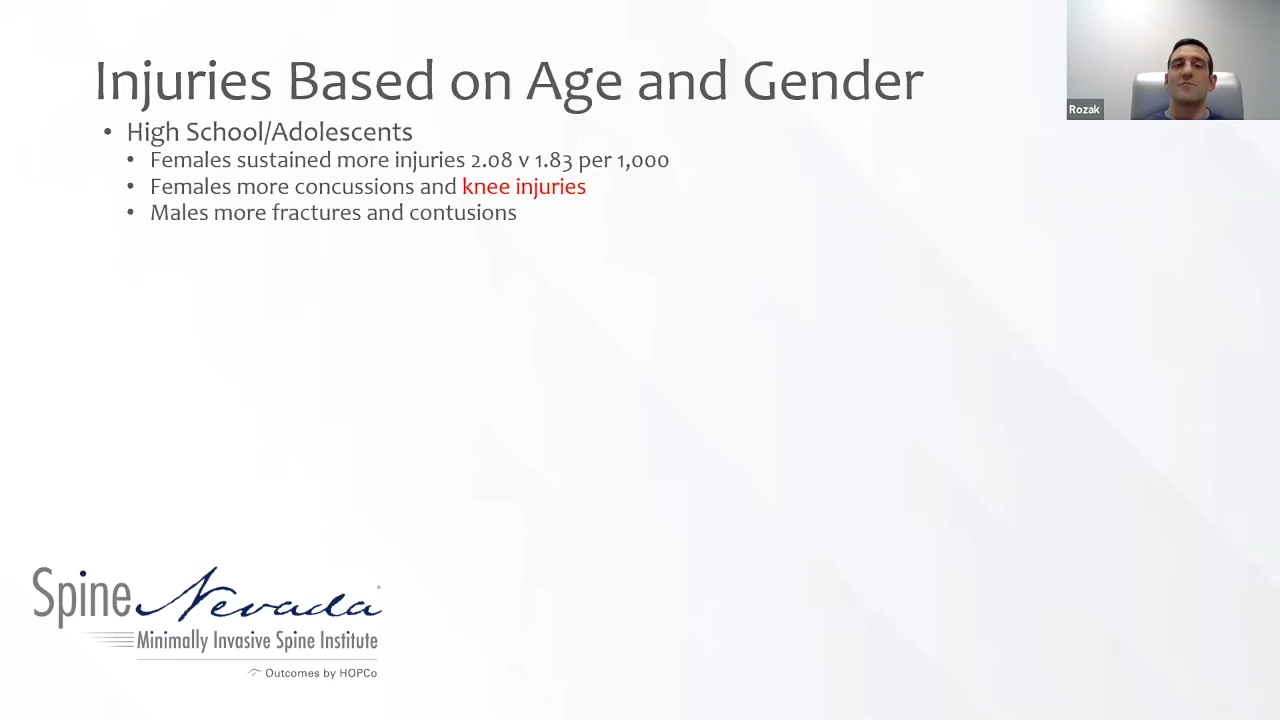 Injuries Based on Age and Gender
Rozak
• High School/Adolescents
• Females sustained more injuries 2.08 v 1.83 per 1,000
• Females more concussions and knee injuries
• Males more fractures and contusions
Spine Nevada
Minimally Invasive Spine Institute
Outcomes by HOPCo